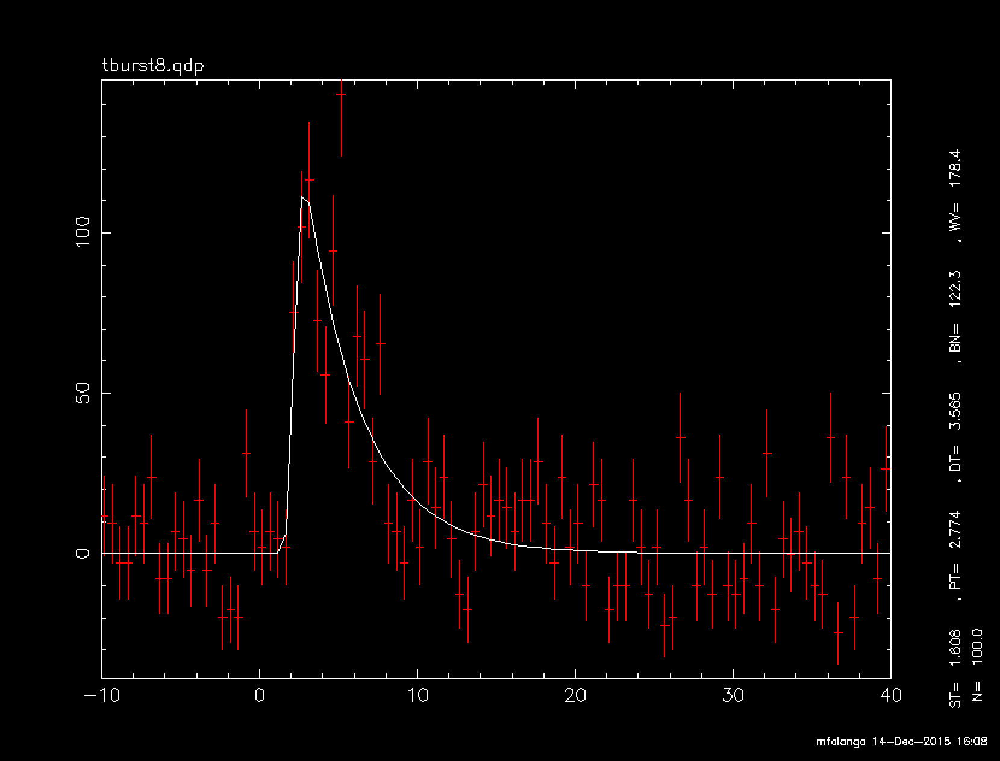 tburst8.qdp
100
50
0
−10 0 10 20 30 40
ST= 1.608 , PT= 2.774 , DT= 3.565 , BN= 122.3 , WV= 178.4
N= 100.0
mfalanga 14−Dec−2015 16:08